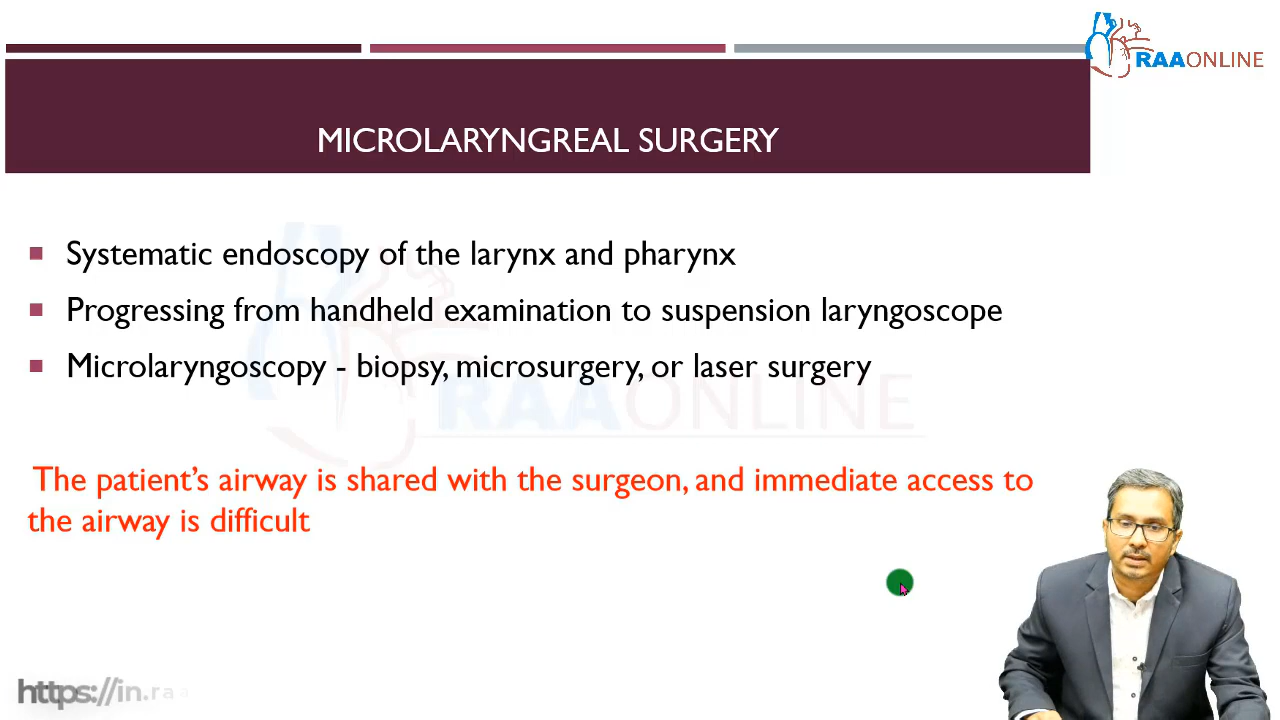 RAAONLINE
MICROLARYNGREAL SURGERY
Systematic endoscopy of the larynx and pharynx
Progressing from handheld examination to suspension laryngoscope
Microlaryngoscopy - biopsy, microsurgery, or laser surgery
RAAONLINE
The patient's airway is shared with the surgeon, and immediate access to
the airway is difficult
https://in.raa